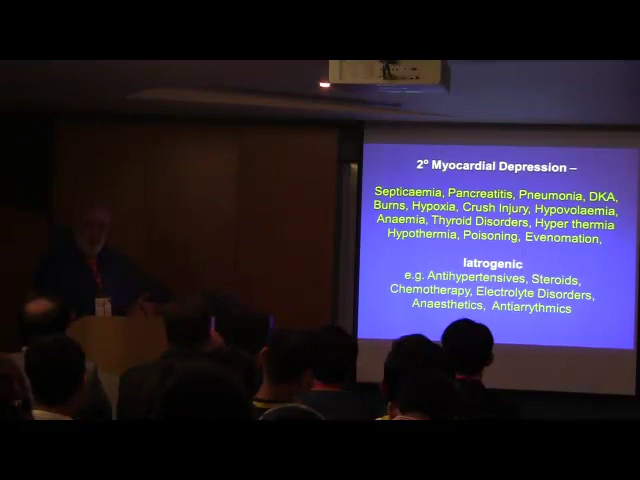 2º Myocardial Depression –
Septicaemia, Pancreatitis, Pneumonia, DKA,
Burns, Hypoxia, Crush Injury, Hypovolaemia,
Anaemia, Thyroid Disorders, Hyper thermia
Hypothermia, Poisoning, Evenomation,
Iatrogenic
e.g. Antihypertensives, Steroids,
Chemotherapy, Electrolyte Disorders,
Anaesthetics, Antiarrythmics